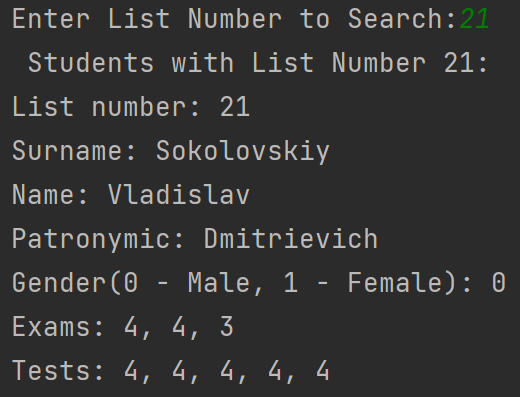 Enter List Number to Search:21
Students with List Number 21:
List number: 21
Surname: Sokolovskiy
Name: Vladislav
Patronymic: Dmitrievich
Gender(0 - Male, 1 - Female): 0
Exams: 4, 4, 3
Tests: 4, 4, 4, 4, 4